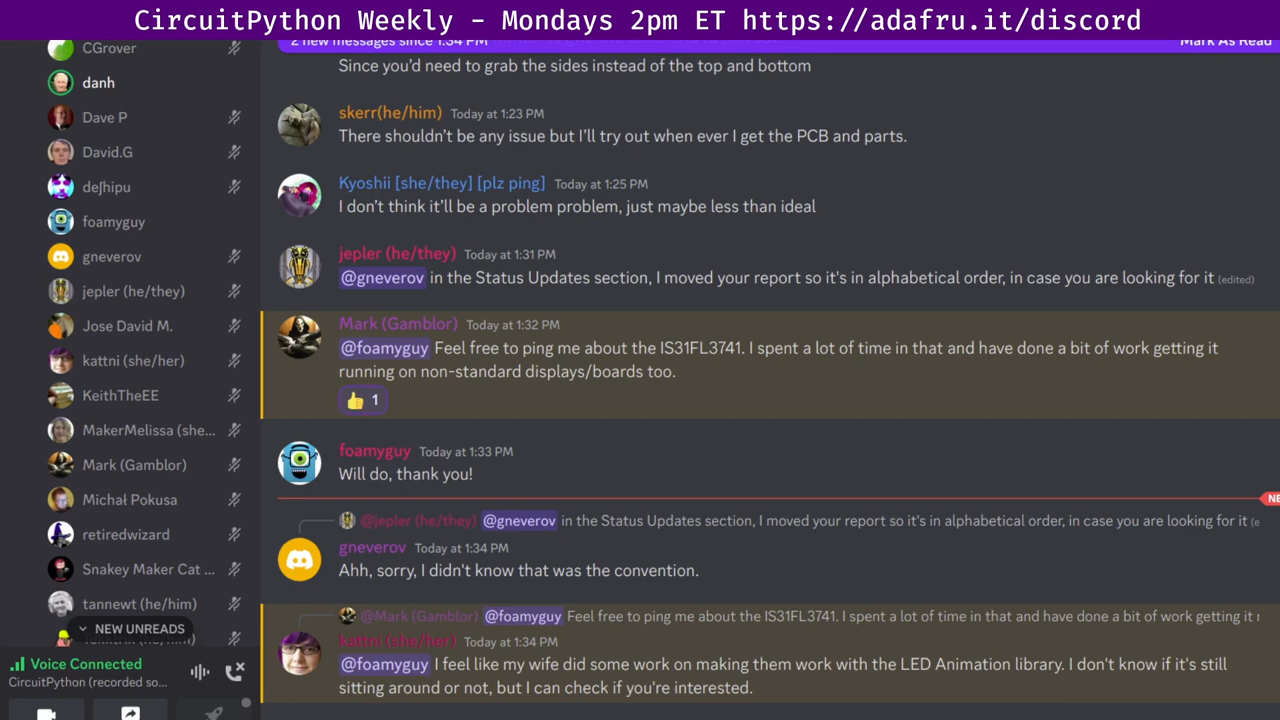 CircuitPython Weekly - Mondays 2pm ET https://adafru.it/discord
CGrover
danh
Dave P
David.G
deʃhipu
foamyguy
gneverov
jepler (he/they)
Jose David M.
kattni (she/her)
KeithTheEE
MakerMelissa (she...
Mark (Gamblor)
Michał Pokusa
retiredwizard
Snakey Maker Cat ...
tannewt (he/him)
NEW UNREADS
Voice Connected
CircuitPython (recorded so...
2 new messages since 1:34 PM
Mark As Read
Since you'd need to grab the sides instead of the top and bottom
skerr(he/him) Today at 1:23 PM
There shouldn't be any issue but I'll try out when ever I get the PCB and parts.
Kyoshii [she/they] [plz ping] Today at 1:25 PM
I don't think it'll be a problem problem, just maybe less than ideal
jepler (he/they) Today at 1:31 PM
@gneverov in the Status Updates section, I moved your report so it's in alphabetical order, in case you are looking for it (edited)
Mark (Gamblor) Today at 1:32 PM
@foamyguy Feel free to ping me about the IS31FL3741. I spent a lot of time in that and have done a bit of work getting it
running on non-standard displays/boards too.
👍 1
foamyguy Today at 1:33 PM
Will do, thank you!
NE
@jepler (he/they) @gneverov in the Status Updates section, I moved your report so it's in alphabetical order, in case you are looking for it (e
gneverov Today at 1:34 PM
Ahh, sorry, I didn't know that was the convention.
@Mark (Gamblor) @foamyguy Feel free to ping me about the IS31FL3741. I spent a lot of time in that and have done a bit of work getting it r
kattni (she/her) Today at 1:34 PM
@foamyguy I feel like my wife did some work on making them work with the LED Animation library. I don't know if it's still
sitting around or not, but I can check if you're interested.